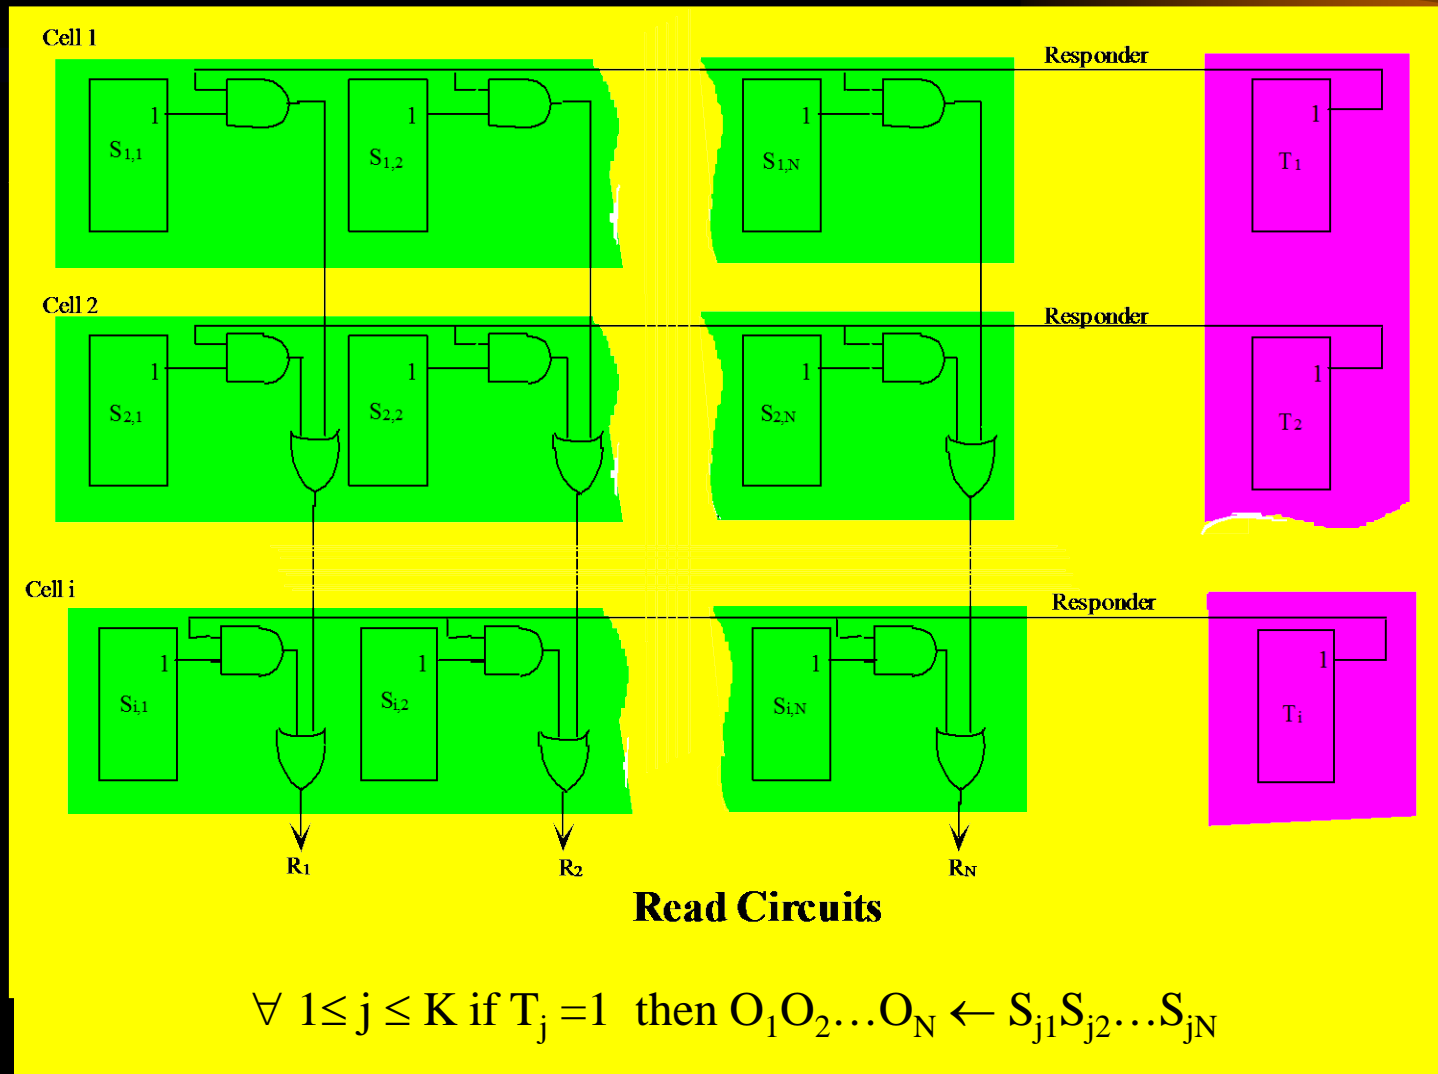 Cell 1
Responder
1 1 1 1
S1,1 S1,2 S1,N T1
Cell 2
Responder
1 1 1 1
S2,1 S2,2 S2,N T2
Cell i
Responder
1 1 1 1
Si,1 Si,2 Si,N Ti
R1 R2 RN
Read Circuits
∀ 1≤ j ≤ K if Tj =1 then O1O2…ON ← Sj1Sj2…SjN